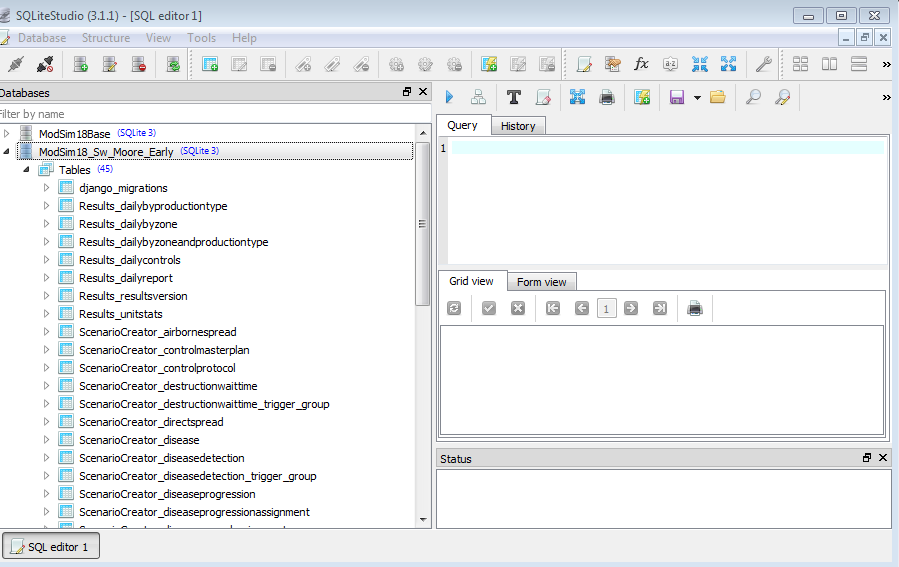 SQLiteStudio (3.1.1) - [SQL editor 1]
Database Structure View Tools Help
Databases
Filter by name
ModSim18Base (SQLite 3)
ModSim18_Sw_Moore_Early (SQLite 3)
Tables (45)
django_migrations
Results_dailybyproductiontype
Results_dailybyzone
Results_dailybyzoneandproductiontype
Results_dailycontrols
Results_dailyreport
Results_resultsversion
Results_unitstats
ScenarioCreator_airbornespread
ScenarioCreator_controlmasterplan
ScenarioCreator_controlprotocol
ScenarioCreator_destructionwaittime
ScenarioCreator_destructionwaittime_trigger_group
ScenarioCreator_directspread
ScenarioCreator_disease
ScenarioCreator_diseasedetection
ScenarioCreator_diseasedetection_trigger_group
ScenarioCreator_diseaseprogression
ScenarioCreator_diseaseprogressionassignment
Query History
1
Grid view Form view
1
Status
SQL editor 1